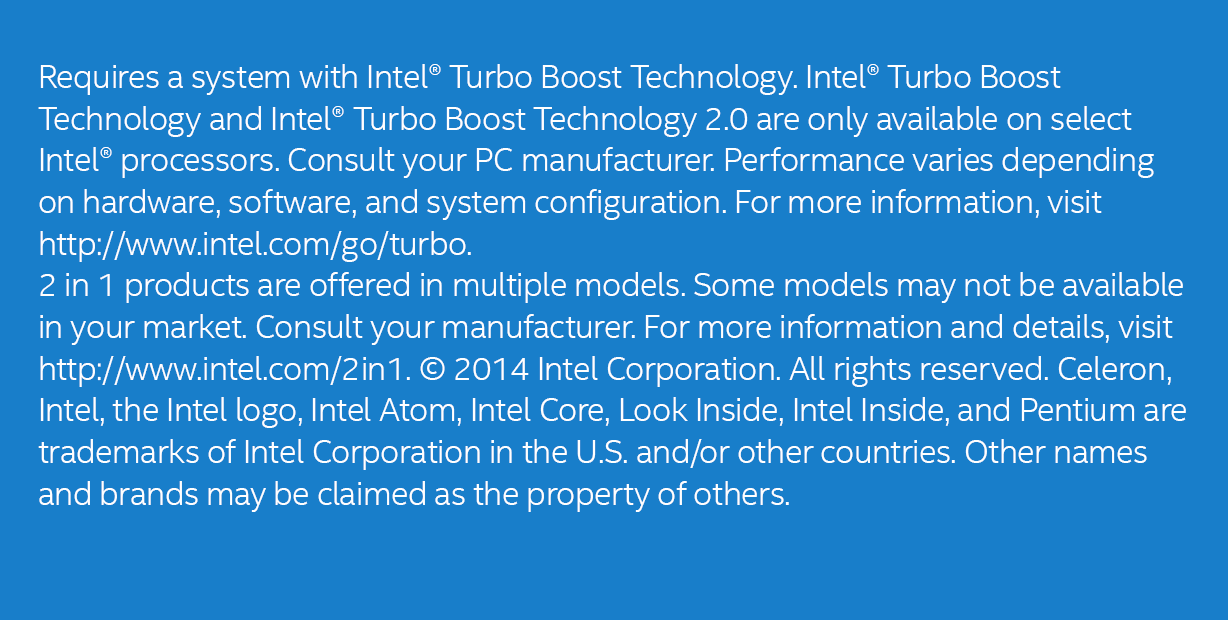 Requires a system with Intel® Turbo Boost Technology. Intel® Turbo Boost
Technology and Intel® Turbo Boost Technology 2.0 are only available on select
Intel® processors. Consult your PC manufacturer. Performance varies depending
on hardware, software, and system configuration. For more information, visit
http://www.intel.com/go/turbo.
2 in 1 products are offered in multiple models. Some models may not be available
in your market. Consult your manufacturer. For more information and details, visit
http://www.intel.com/2in1. © 2014 Intel Corporation. All rights reserved. Celeron,
Intel, the Intel logo, Intel Atom, Intel Core, Look Inside, Intel Inside, and Pentium are
trademarks of Intel Corporation in the U.S. and/or other countries. Other names
and brands may be claimed as the property of others.